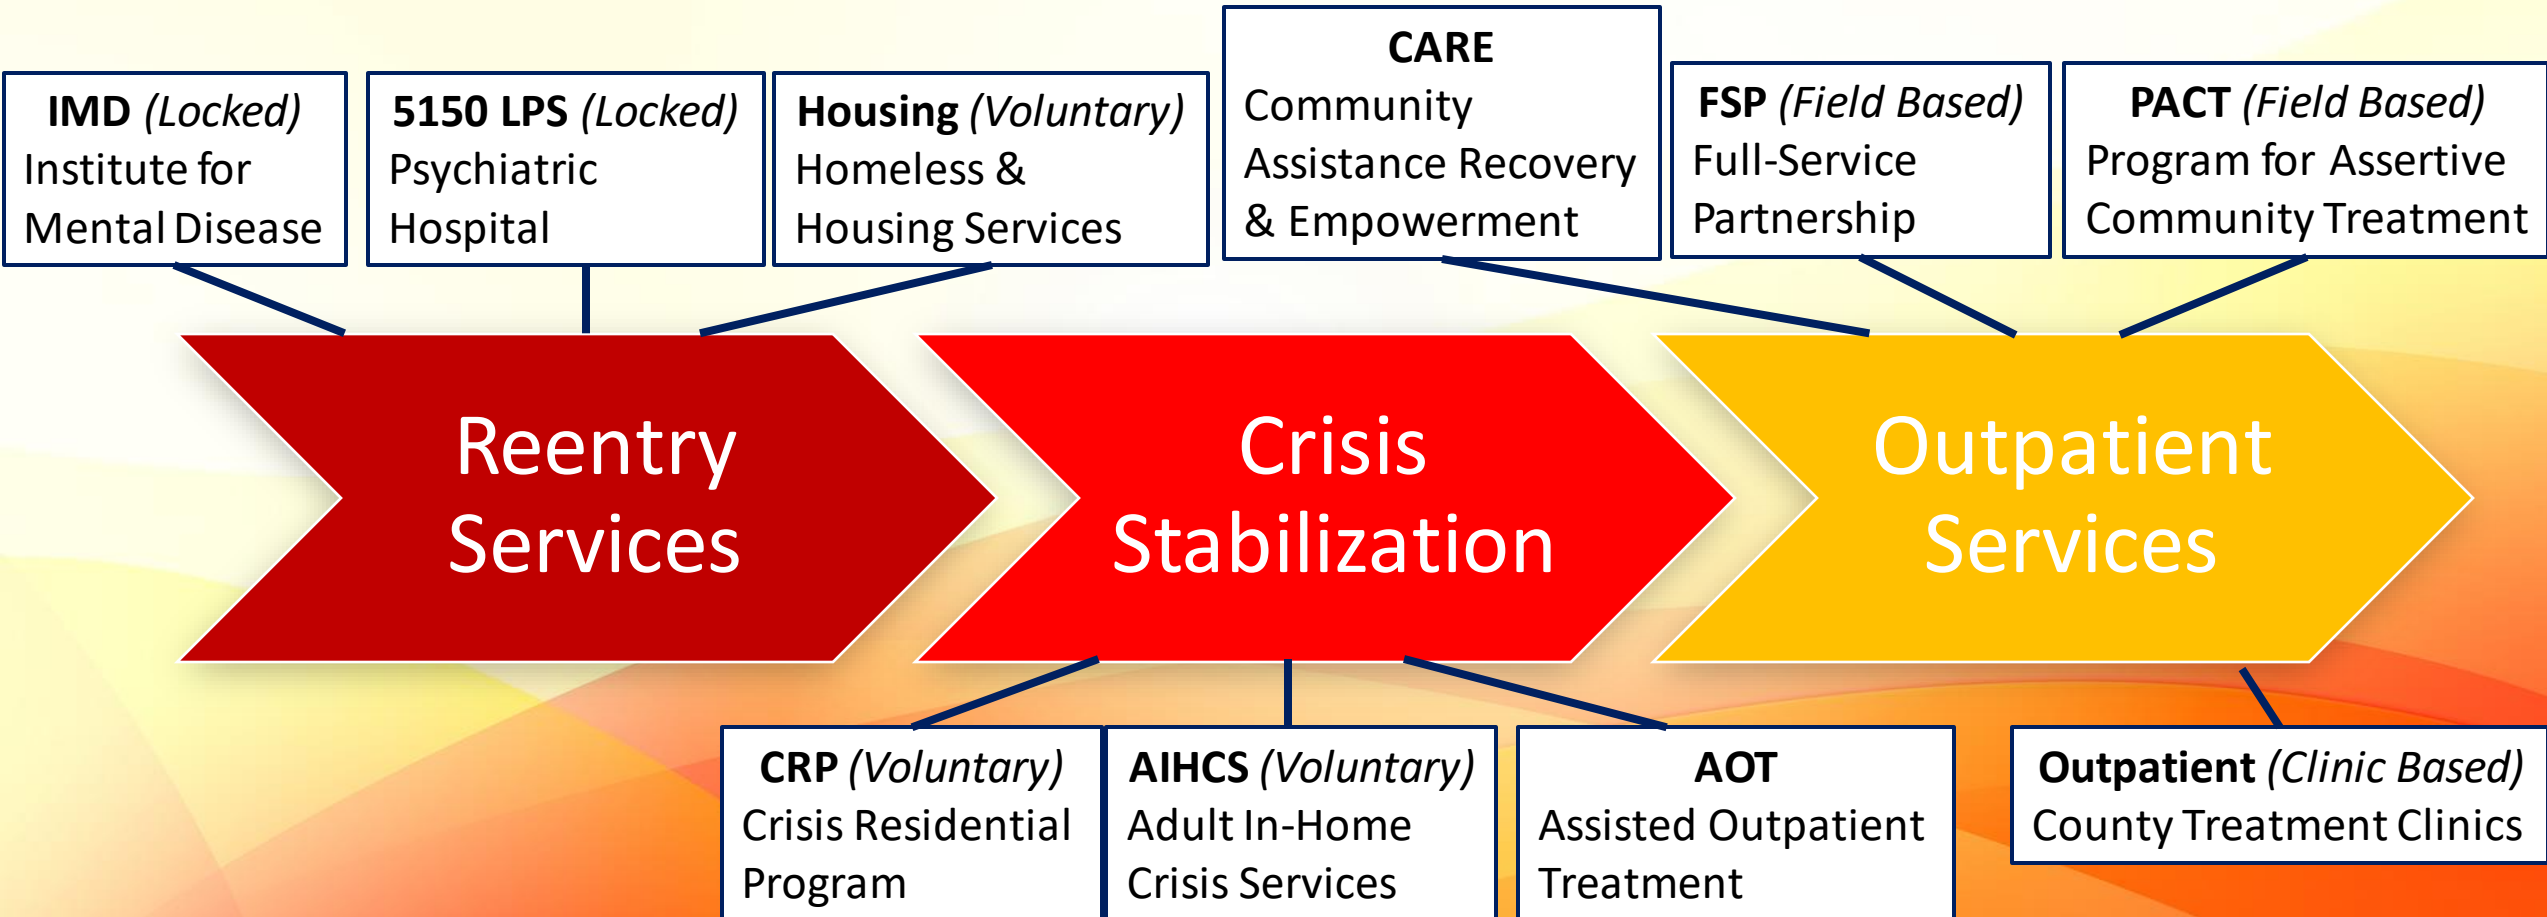 IMD (Locked)
Institute for
Mental Disease
5150 LPS (Locked)
Psychiatric
Hospital
Housing (Voluntary)
Homeless &
Housing Services
CARE
Community
Assistance Recovery
& Empowerment
FSP (Field Based)
Full-Service
Partnership
PACT (Field Based)
Program for Assertive
Community Treatment
Reentry
Services
Crisis
Stabilization
Outpatient
Services
CRP (Voluntary)
Crisis Residential
Program
AIHCS (Voluntary)
Adult In-Home
Crisis Services
AOT
Assisted Outpatient
Treatment
Outpatient (Clinic Based)
County Treatment Clinics